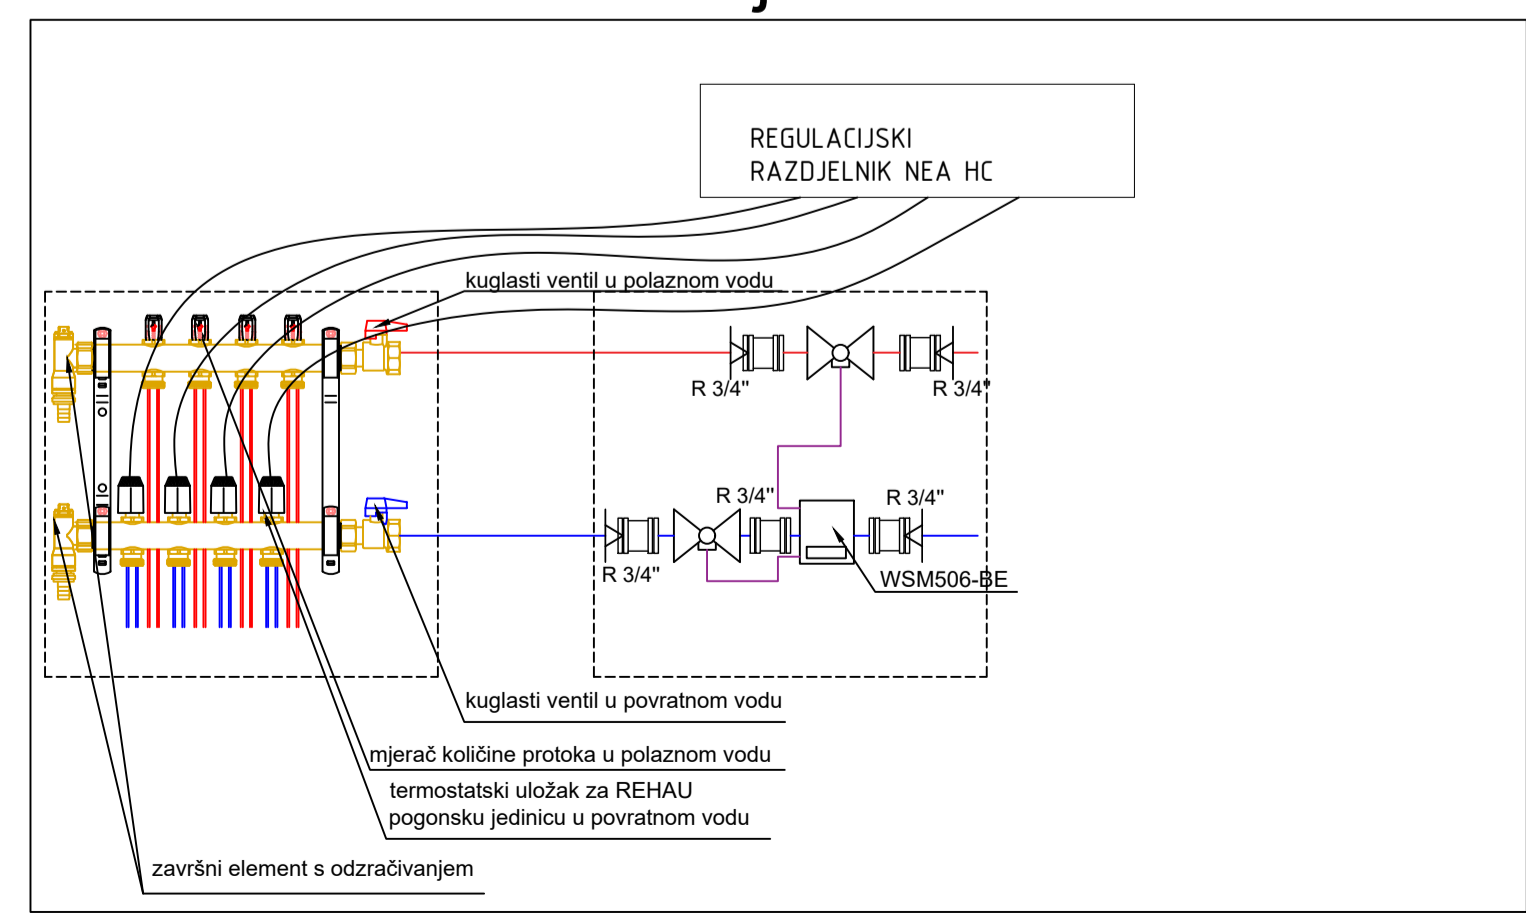 REGULACIJSKI
RAZDJELNIK NEA HC
kuglasti ventil u polaznom vodu
R 3/4"
R 3/4"
R 3/4"
R 3/4"
R 3/4"
WSM506-BE
kuglasti ventil u povratnom vodu
mjerač količine protoka u polaznom vodu
termostatski uložak za REHAU
pogonsku jedinicu u povratnom vodu
završni element s odzračivanjem